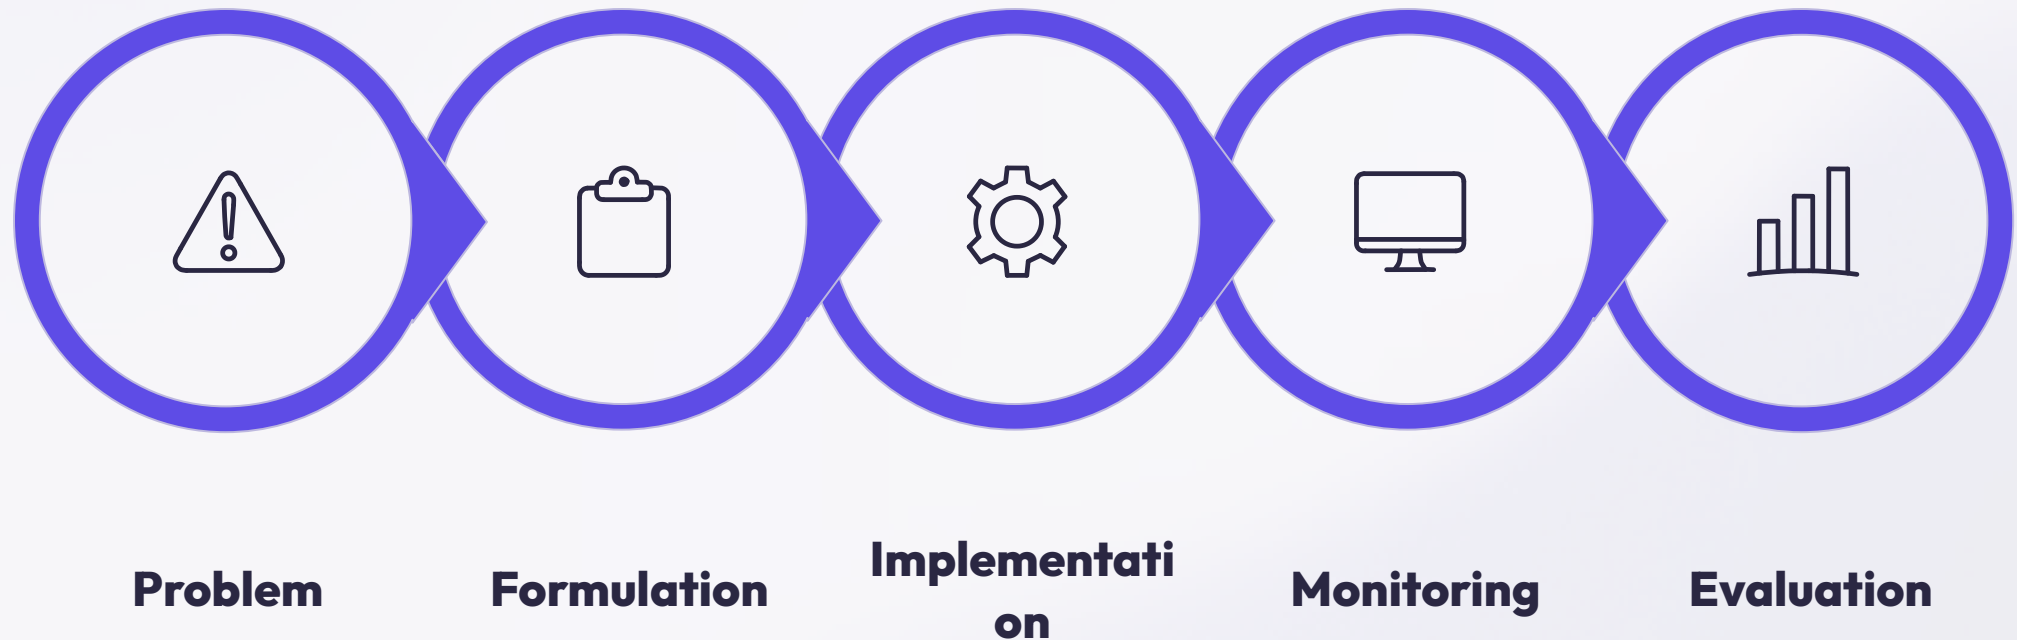 Problem
Formulation
Implementati
on
Monitoring
Evaluation